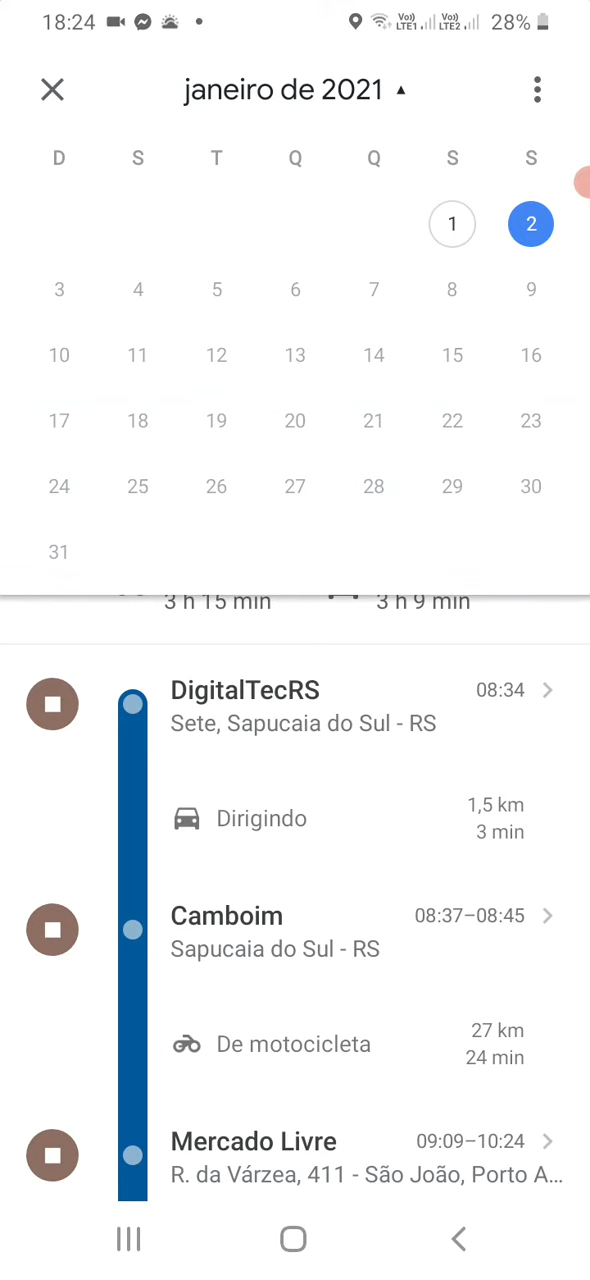 18:24 Vo)) LTE1 Vo)) LTE2 28%
janeiro de 2021
D S T Q Q S S
1 2
3 4 5 6 7 8 9
10 11 12 13 14 15 16
17 18 19 20 21 22 23
24 25 26 27 28 29 30
31
3 h 15 min 3 h 9 min
DigitalTecRS 08:34
Sete, Sapucaia do Sul - RS
Dirigindo 1,5 km
3 min
Camboim 08:37–08:45
Sapucaia do Sul - RS
De motocicleta 27 km
24 min
Mercado Livre 09:09–10:24
R. da Várzea, 411 - São João, Porto A...